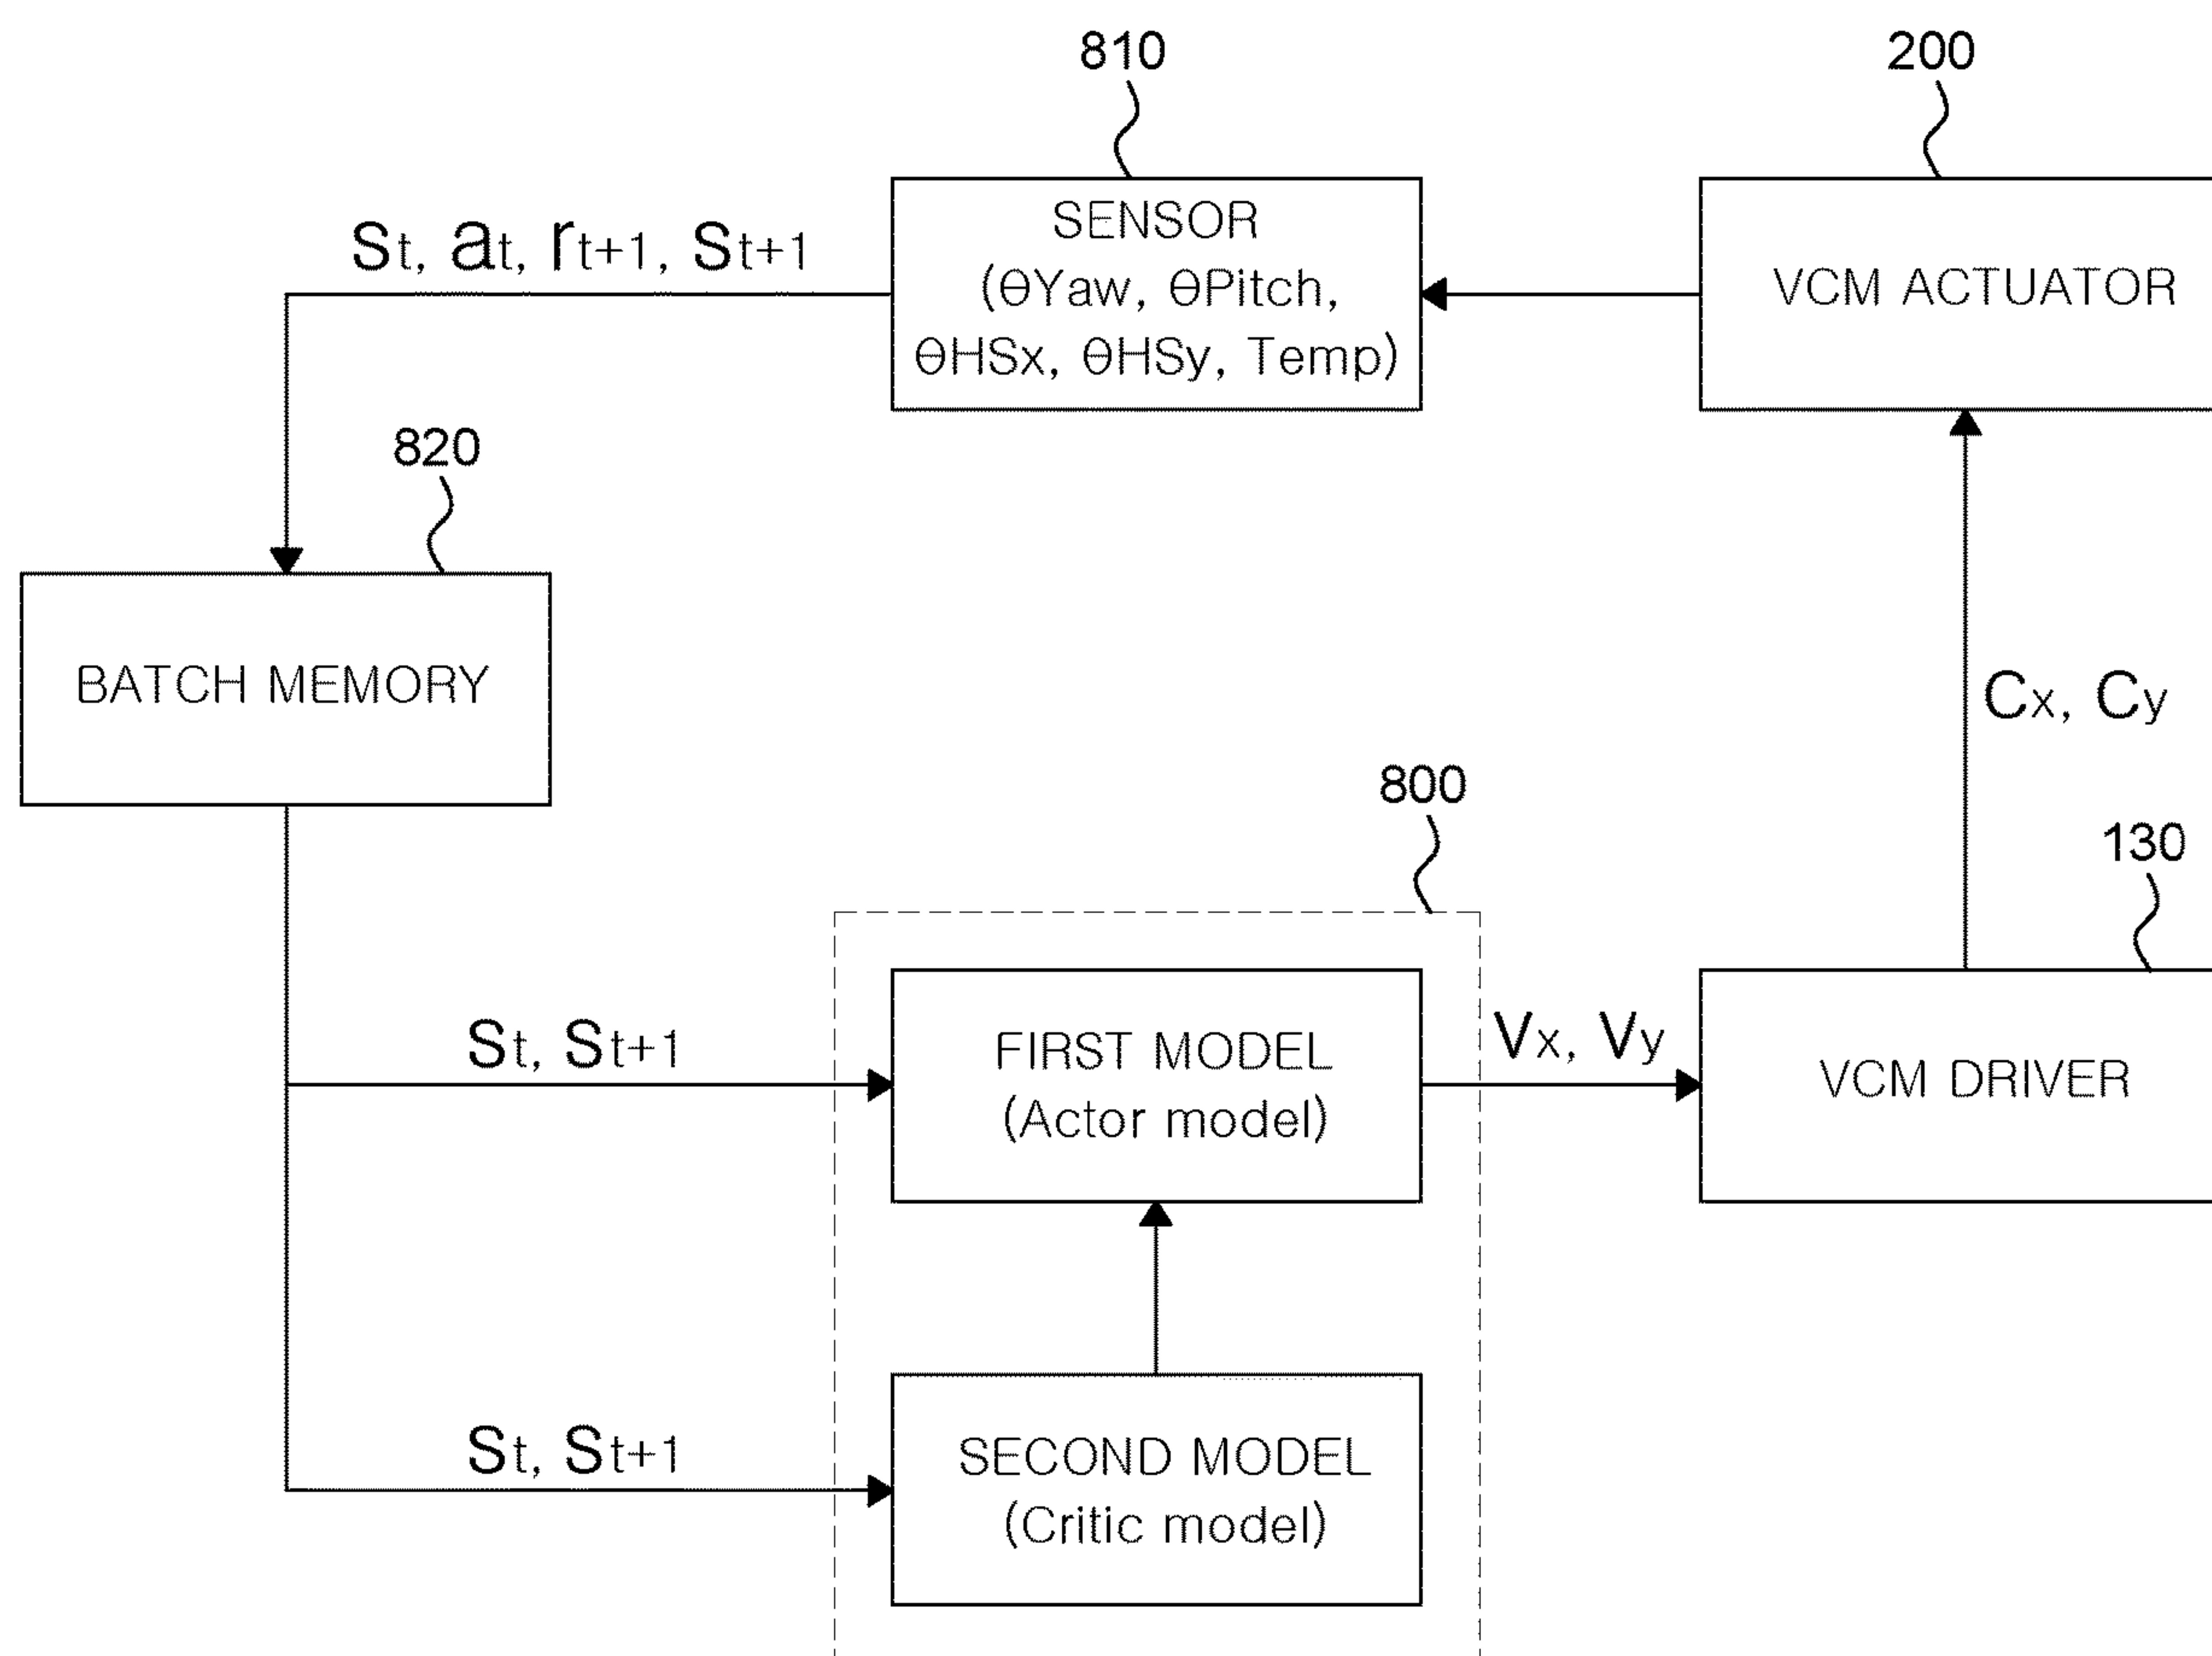 810
200
SENSOR
(θYaw, θPitch,
θHSx, θHSy, Temp)
VCM ACTUATOR
St, at, rt+1, St+1
820
BATCH MEMORY
Cx, Cy
800
130
St, St+1
FIRST MODEL
(Actor model)
Vx, Vy
VCM DRIVER
St, St+1
SECOND MODEL
(Critic model)